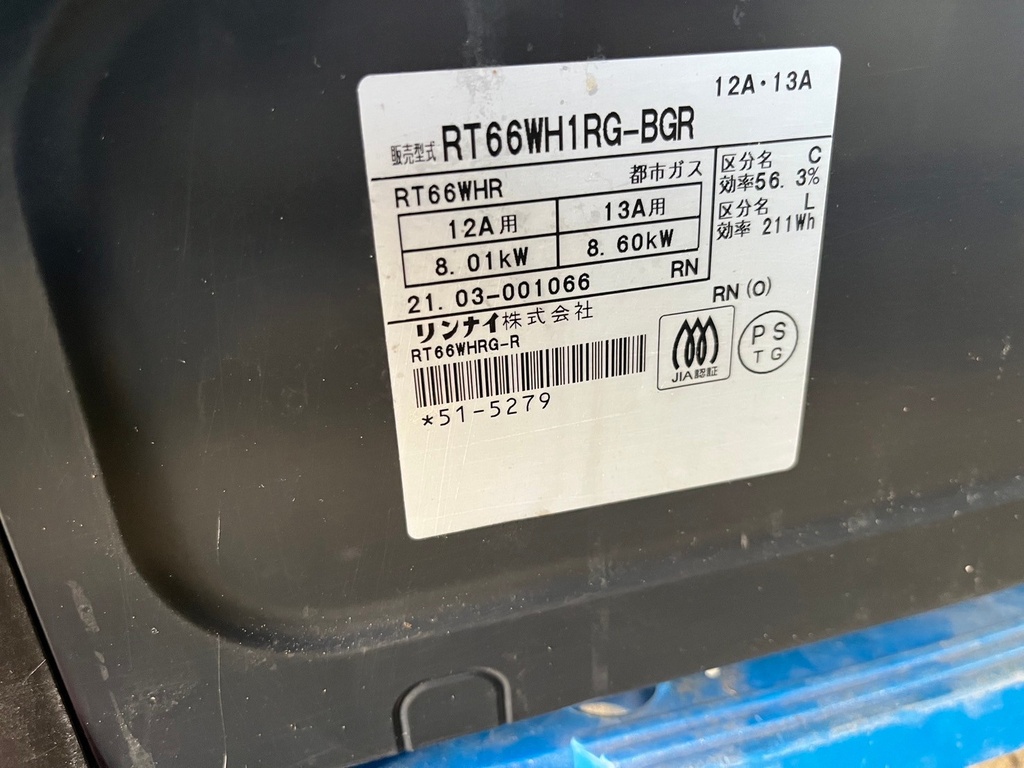 12A・13A
販売型式 RT66WH1RG-BGR
RT66WHR 都市ガス
12A用 13A用
8.01kW 8.60kW
21.03-001066 RN
区分名 C
効率56.3%
区分名 L
効率 211Wh
RN (O)
リンナイ株式会社
RT66WHRG-R
*51-5279
JIA認証
PS
TG